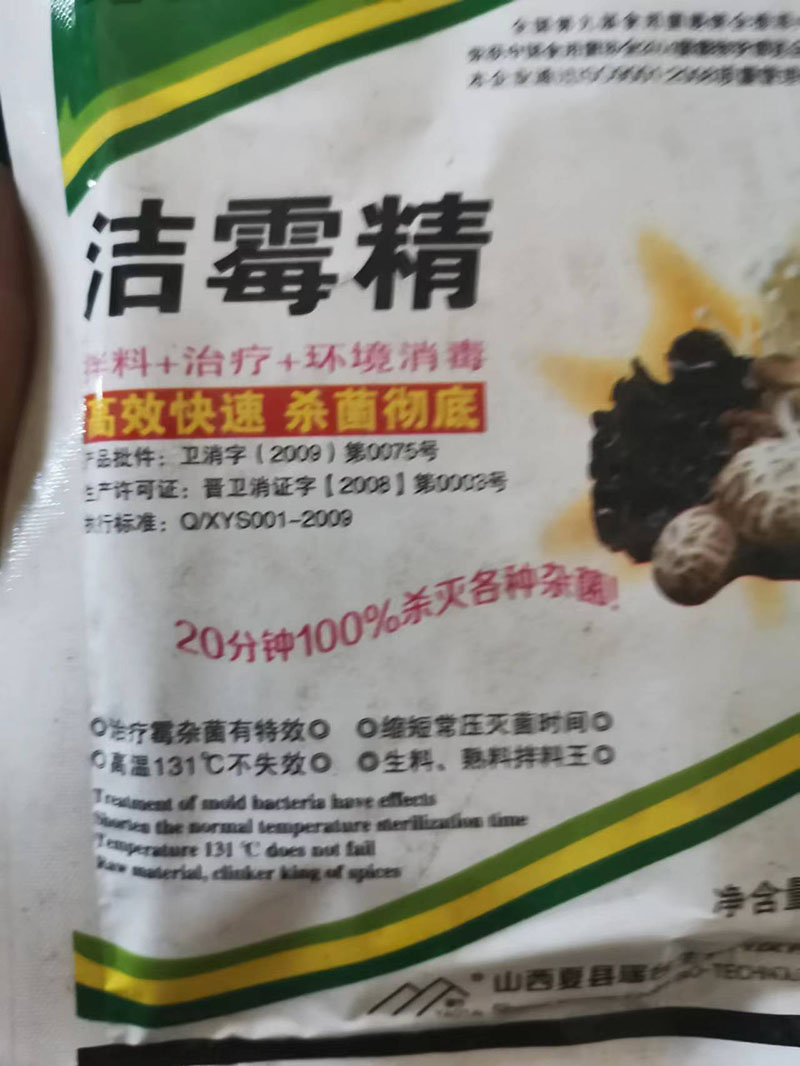 洁霉精
拌料+治疗+环境消毒
高效快速 杀菌彻底
产品批件：卫消字（2009）第0075号
生产许可证：晋卫消证字【2008】第0003号
执行标准：Q/XYS001-2009
20分钟100%杀灭各种杂菌!
◎治疗霉杂菌有特效◎ ◎缩短常压灭菌时间◎
◎高温131℃不失效◎ ◎生料、熟料拌料王◎
Treatment of mold bacteria have effects
Shorten the normal temperature sterilization time
Temperature 131 ℃ does not fail
Raw material, clinker king of spices
净含量
山西夏县